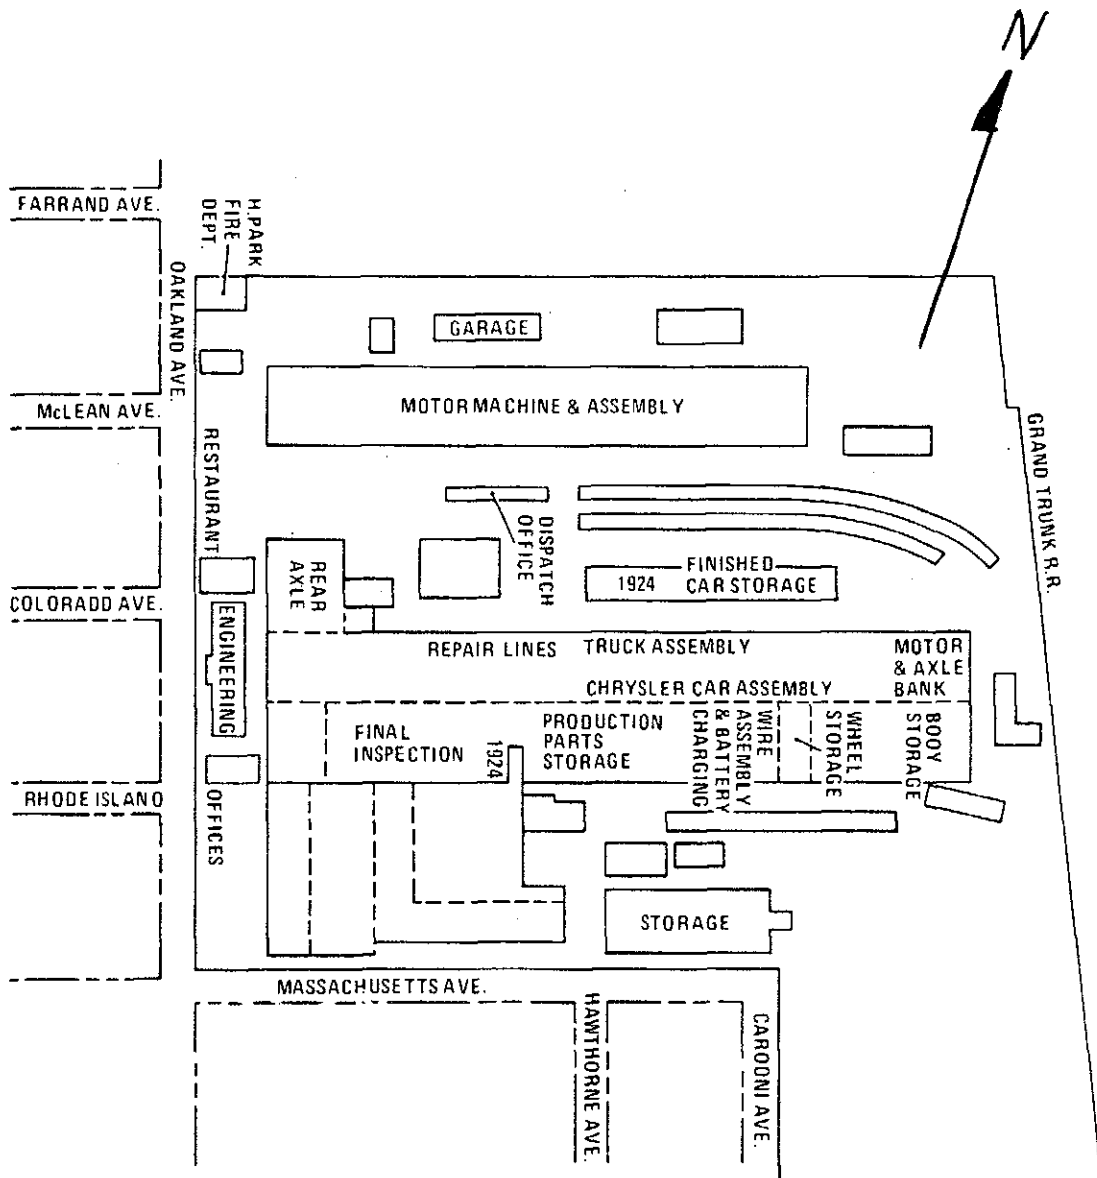 N
FARRAND AVE.
H.PARK
FIRE
DEPT.
OAKLAND AVE.
GARAGE
McLEAN AVE.
MOTOR MACHINE & ASSEMBLY
RESTAURANT
GRAND TRUNK R.R.
DISPATCH
OFFICE
REAR
AXLE
1924
FINISHED
CAR STORAGE
COLORADD AVE.
ENGINEERING
REPAIR LINES
TRUCK ASSEMBLY
MOTOR
& AXLE
BANK
CHRYSLER CAR ASSEMBLY
FINAL
INSPECTION
1924
PRODUCTION
PARTS
STORAGE
WIRE
ASSEMBLY
& BATTERY
CHARGING
WHEEL
STORAGE
BOOY
STORAGE
RHODE ISLANO
OFFICES
STORAGE
MASSACHUSETTS AVE.
HAWTHORNE AVE.
CAROONI AVE.